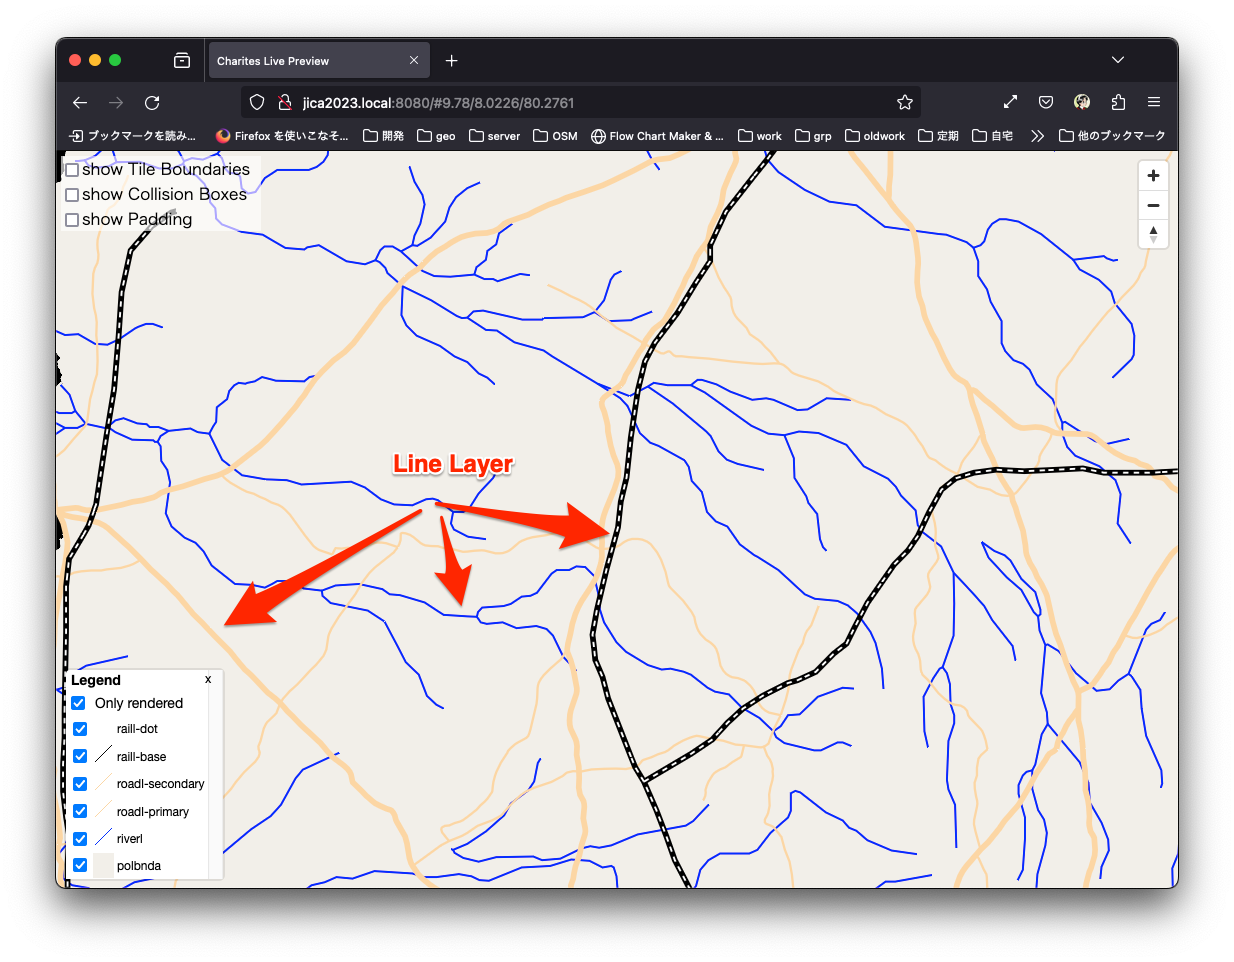 Charites Live Preview
jica2023.local:8080/#9.78/8.0226/80.2761
ブックマークを読み... Firefox を使いこなそ... 開発 geo server OSM Flow Chart Maker & ... work grp oldwork 定期 自宅 他のブックマーク
show Tile Boundaries
show Collision Boxes
show Padding
Line Layer
Legend x
Only rendered
raill-dot
raill-base
roadl-secondary
roadl-primary
riverl
polbnda